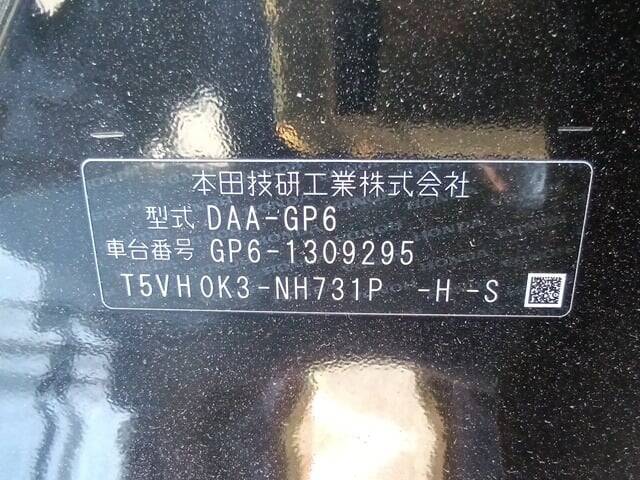 本田技研工業株式会社
型式 DAA-GP6
車台番号 GP6-1309295
T5VH0K3-NH731P -H -S